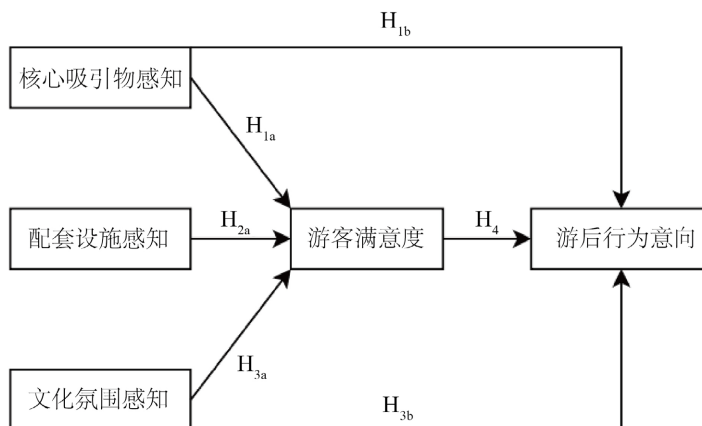 H1b
核心吸引物感知
H1a
配套设施感知
H2a
游客满意度
H4
游后行为意向
H3a
文化氛围感知
H3b